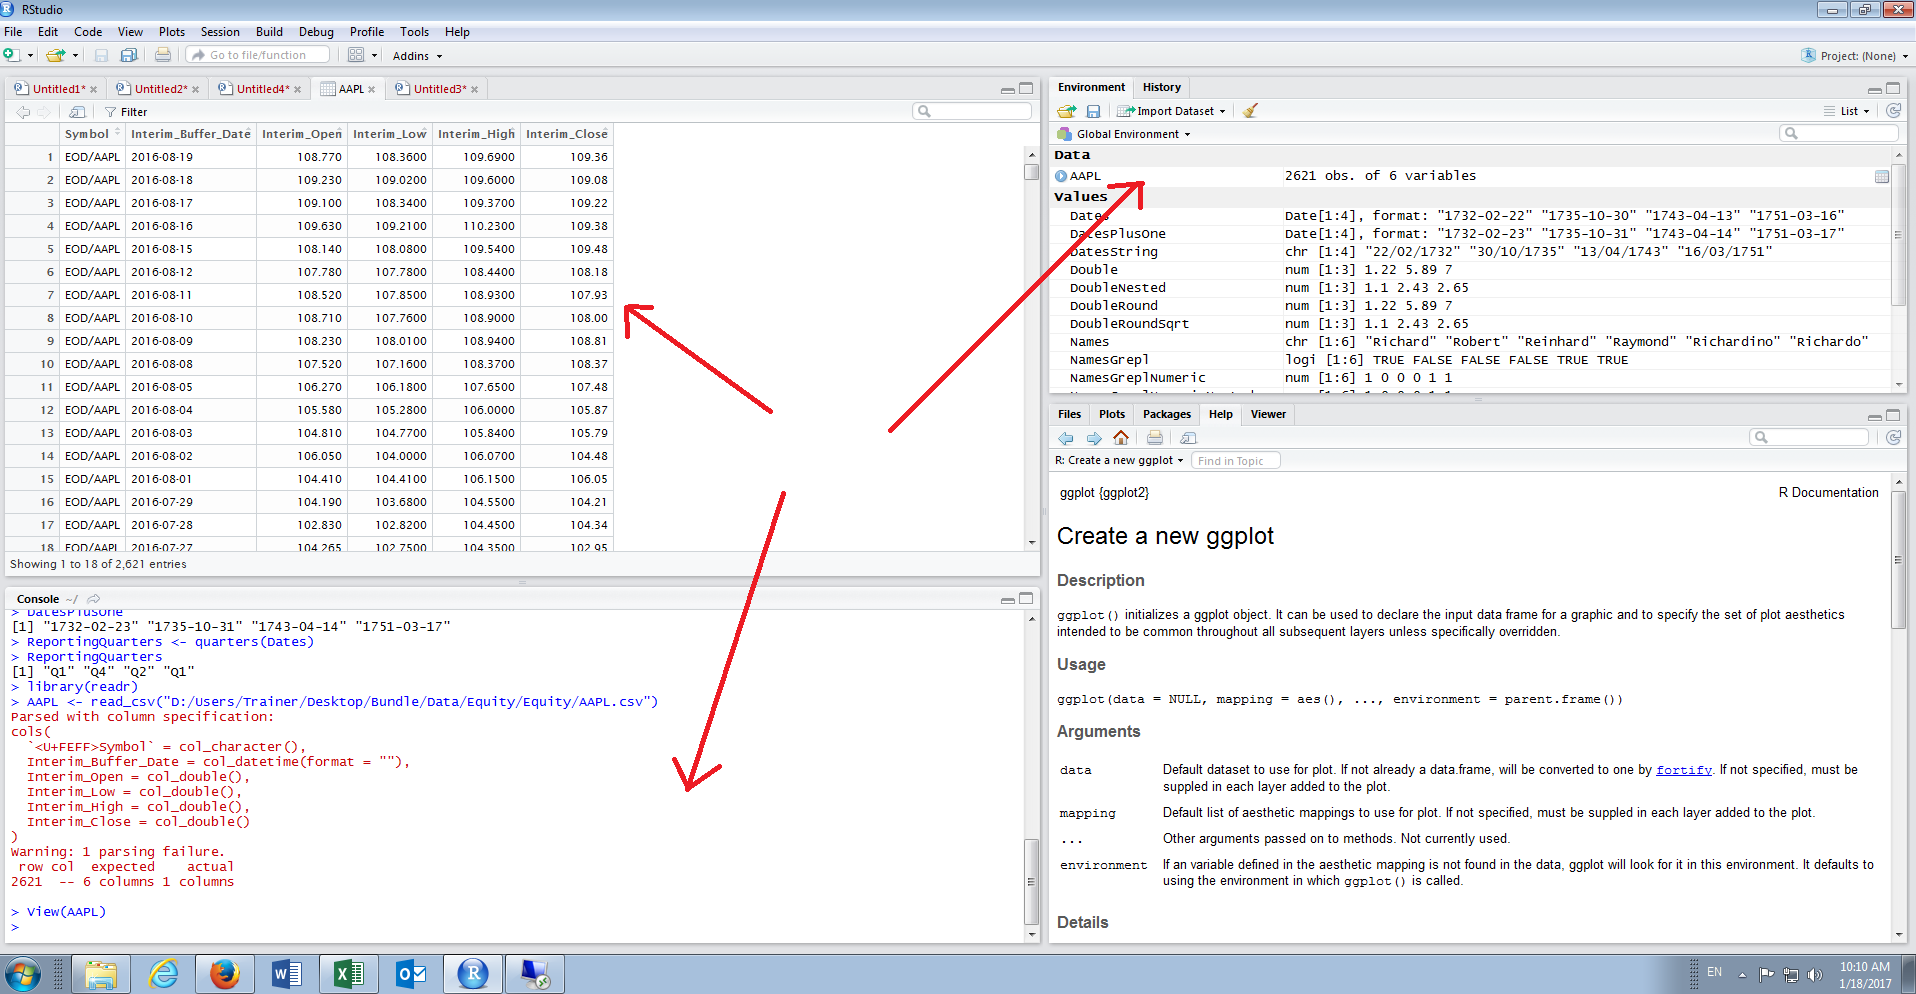 RStudio
File Edit Code View Plots Session Build Debug Profile Tools Help
Go to file/function Addins Project: (None)
Untitled1* Untitled2* Untitled4* AAPL Untitled3*
Filter
Symbol Interim_Buffer_Date Interim_Open Interim_Low Interim_High Interim_Close
1 EOD/AAPL 2016-08-19 108.770 108.3600 109.6900 109.36
2 EOD/AAPL 2016-08-18 109.230 109.0200 109.6000 109.08
3 EOD/AAPL 2016-08-17 109.100 108.3400 109.3700 109.22
4 EOD/AAPL 2016-08-16 109.630 109.2100 110.2300 109.38
5 EOD/AAPL 2016-08-15 108.140 108.0800 109.5400 109.48
6 EOD/AAPL 2016-08-12 107.780 107.7800 108.4400 108.18
7 EOD/AAPL 2016-08-11 108.520 107.8500 108.9300 107.93
8 EOD/AAPL 2016-08-10 108.710 107.7600 108.9000 108.00
9 EOD/AAPL 2016-08-09 108.230 108.0100 108.9400 108.81
10 EOD/AAPL 2016-08-08 107.520 107.1600 108.3700 108.37
11 EOD/AAPL 2016-08-05 106.270 106.1800 107.6500 107.48
12 EOD/AAPL 2016-08-04 105.580 105.2800 106.0000 105.87
13 EOD/AAPL 2016-08-03 104.810 104.7700 105.8400 105.79
14 EOD/AAPL 2016-08-02 106.050 104.0000 106.0700 104.48
15 EOD/AAPL 2016-08-01 104.410 104.4100 106.1500 106.05
16 EOD/AAPL 2016-07-29 104.190 103.6800 104.5500 104.21
17 EOD/AAPL 2016-07-28 102.830 102.8200 104.4500 104.34
18 EOD/AAPL 2016-07-27 104.265 102.7500 104.3500 102.95
Showing 1 to 18 of 2,621 entries
Console ~/
> DatesPlusOne
[1] "1732-02-23" "1735-10-31" "1743-04-14" "1751-03-17"
> ReportingQuarters <- quarters(Dates)
> ReportingQuarters
[1] "Q1" "Q4" "Q2" "Q1"
> library(readr)
> AAPL <- read_csv("D:/Users/Trainer/Desktop/Bundle/Data/Equity/Equity/AAPL.csv")
Parsed with column specification:
cols(
`<U+FEFF>Symbol` = col_character(),
Interim_Buffer_Date = col_datetime(format = ""),
Interim_Open = col_double(),
Interim_Low = col_double(),
Interim_High = col_double(),
Interim_Close = col_double()
)
Warning: 1 parsing failure.
row col expected actual
2621 -- 6 columns 1 columns
> View(AAPL)
>
Environment History
Import Dataset List
Global Environment
Data
AAPL 2621 obs. of 6 variables
Values
Dates Date[1:4], format: "1732-02-22" "1735-10-30" "1743-04-13" "1751-03-16"
DatesPlusOne Date[1:4], format: "1732-02-23" "1735-10-31" "1743-04-14" "1751-03-17"
DatesString chr [1:4] "22/02/1732" "30/10/1735" "13/04/1743" "16/03/1751"
Double num [1:3] 1.22 5.89 7
DoubleNested num [1:3] 1.1 2.43 2.65
DoubleRound num [1:3] 1.22 5.89 7
DoubleRoundSqrt num [1:3] 1.1 2.43 2.65
Names chr [1:6] "Richard" "Robert" "Reinhard" "Raymond" "Richardino" "Richardo"
NamesGrepl logi [1:6] TRUE FALSE FALSE FALSE TRUE TRUE
NamesGreplNumeric num [1:6] 1 0 0 0 1 1
Files Plots Packages Help Viewer
R: Create a new ggplot Find in Topic
ggplot {ggplot2} R Documentation
Create a new ggplot
Description
ggplot() initializes a ggplot object. It can be used to declare the input data frame for a graphic and to specify the set of plot aesthetics
intended to be common throughout all subsequent layers unless specifically overridden.
Usage
ggplot(data = NULL, mapping = aes(), ..., environment = parent.frame())
Arguments
data Default dataset to use for plot. If not already a data.frame, will be converted to one by fortify. If not specified, must be
suppled in each layer added to the plot.
mapping Default list of aesthetic mappings to use for plot. If not specified, must be suppled in each layer added to the plot.
... Other arguments passed on to methods. Not currently used.
environment If an variable defined in the aesthetic mapping is not found in the data, ggplot will look for it in this environment. It defaults to
using the environment in which ggplot() is called.
Details
EN 10:10 AM
1/18/2017